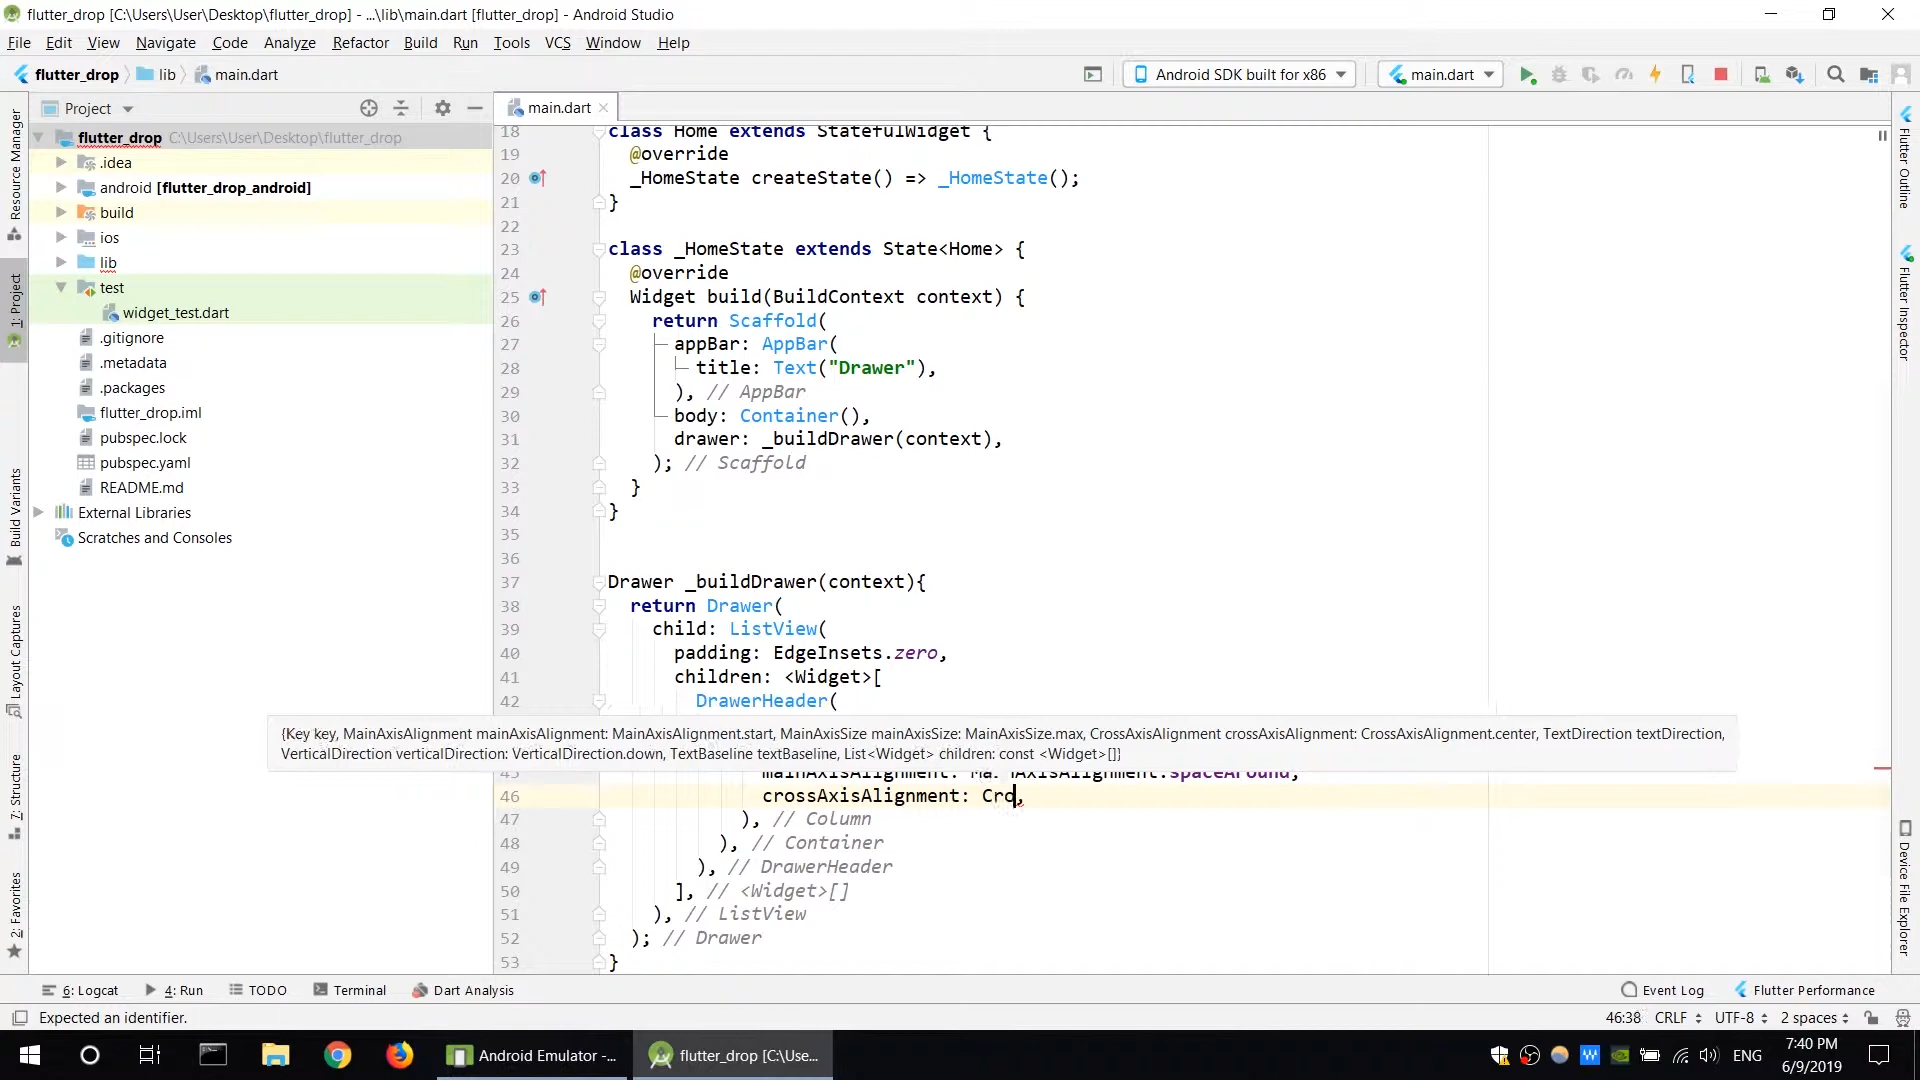 flutter_drop [C:\Users\User\Desktop\flutter_drop] - ...\lib\main.dart [flutter_drop] - Android Studio
File Edit View Navigate Code Analyze Refactor Build Run Tools VCS Window Help
flutter_drop lib main.dart Android SDK built for x86 main.dart
Project
main.dart
flutter_drop C:\Users\User\Desktop\flutter_drop
.idea
android [flutter_drop_android]
build
ios
lib
test
widget_test.dart
.gitignore
.metadata
.packages
flutter_drop.iml
pubspec.lock
pubspec.yaml
README.md
External Libraries
Scratches and Consoles
Resource Manager
1: Project
Build Variants
Layout Captures
Z: Structure
2: Favorites
18 class Home extends StatefulWidget {
19 @override
20 _HomeState createState() => _HomeState();
21 }
22
23 class _HomeState extends State<Home> {
24 @override
25 Widget build(BuildContext context) {
26 return Scaffold(
27 appBar: AppBar(
28 title: Text("Drawer"),
29 ), // AppBar
30 body: Container(),
31 drawer: _buildDrawer(context),
32 ); // Scaffold
33 }
34 }
35
36
37 Drawer _buildDrawer(context){
38 return Drawer(
39 child: ListView(
40 padding: EdgeInsets.zero,
41 children: <Widget>[
42 DrawerHeader(
{Key key, MainAxisAlignment mainAxisAlignment: MainAxisAlignment.start, MainAxisSize mainAxisSize: MainAxisSize.max, CrossAxisAlignment crossAxisAlignment: CrossAxisAlignment.center, TextDirection textDirection,
VerticalDirection verticalDirection: VerticalDirection.down, TextBaseline textBaseline, List<Widget> children: const <Widget>[]}
45 mainAxisAlignment: MainAxisAlignment.spaceAround,
46 crossAxisAlignment: Cro,
47 ), // Column
48 ), // Container
49 ), // DrawerHeader
50 ], // <Widget>[]
51 ), // ListView
52 ); // Drawer
53 }
Flutter Outline
Flutter Inspector
Device File Explorer
6: Logcat 4: Run TODO Terminal Dart Analysis Event Log Flutter Performance
Expected an identifier. 46:38 CRLF UTF-8 2 spaces
Android Emulator -... flutter_drop [C:\Use... ENG 7:40 PM
6/9/2019